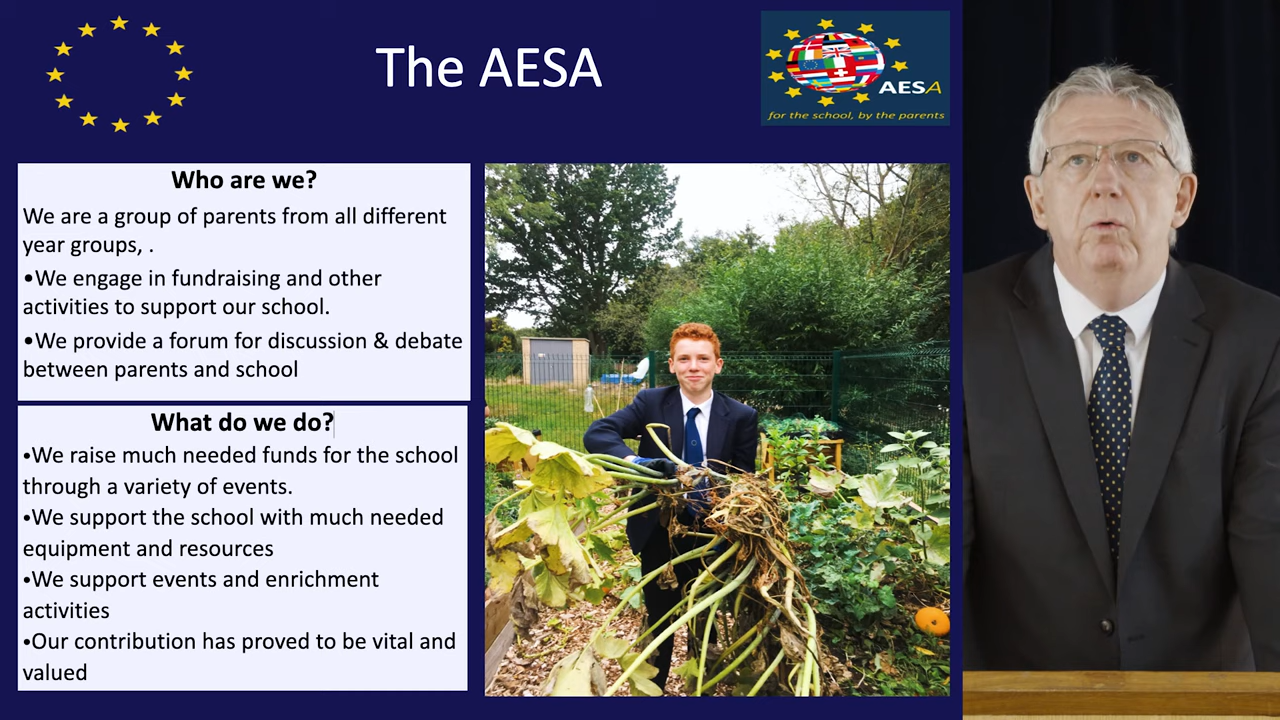 The AESA
AESA
for the school, by the parents
Who are we?
We are a group of parents from all different
year groups, .
•We engage in fundraising and other
activities to support our school.
•We provide a forum for discussion & debate
between parents and school
What do we do?
•We raise much needed funds for the school
through a variety of events.
•We support the school with much needed
equipment and resources
•We support events and enrichment
activities
•Our contribution has proved to be vital and
valued